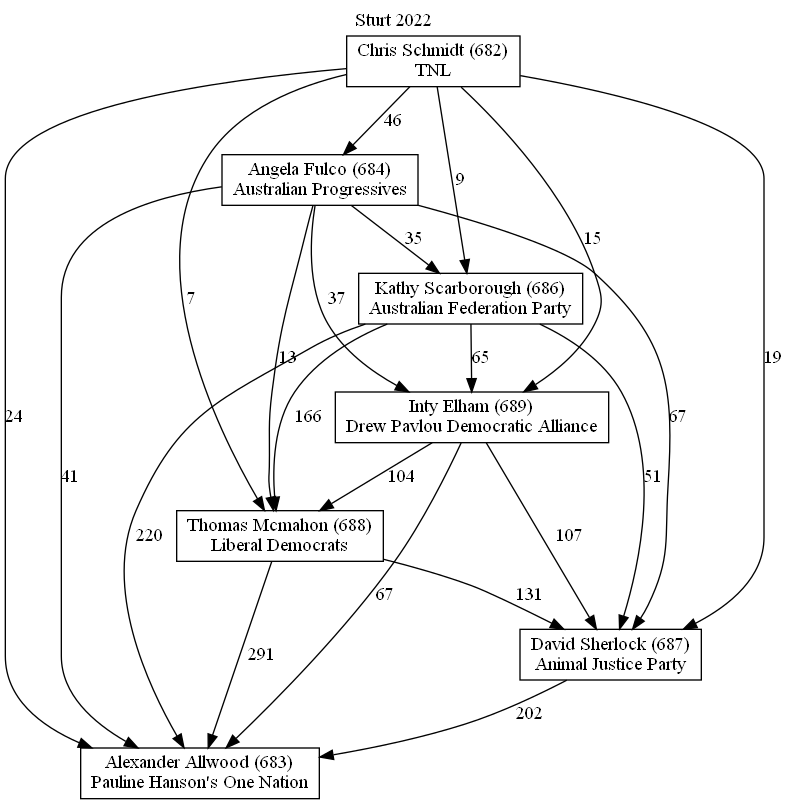 Sturt 2022
Chris Schmidt (682)
TNL
46
Angela Fulco (684)
Australian Progressives
9
15
35
Kathy Scarborough (686)
Australian Federation Party
7
37
13
65
19
Inty Elham (689)
Drew Pavlou Democratic Alliance
24
166
67
41
104
51
Thomas Mcmahon (688)
Liberal Democrats
220
107
67
131
David Sherlock (687)
Animal Justice Party
291
202
Alexander Allwood (683)
Pauline Hanson's One Nation